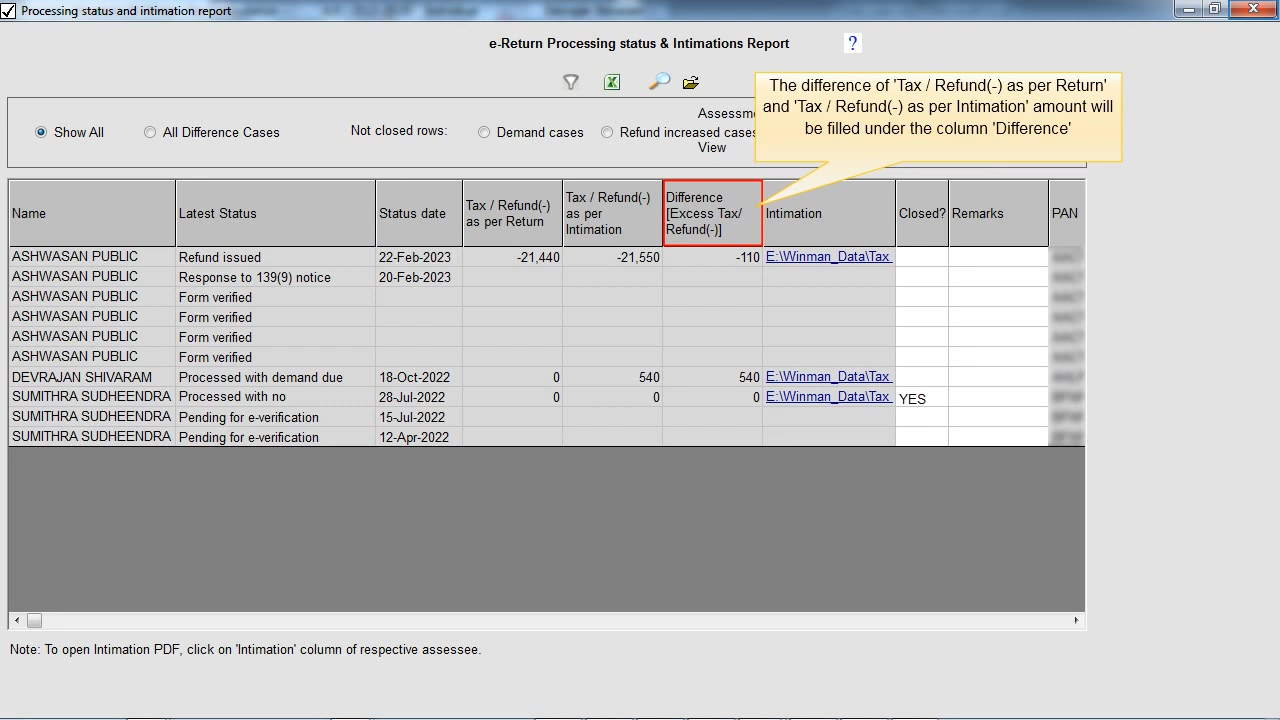 Processing status and intimation report
e-Return Processing status & Intimations Report ?
The difference of 'Tax / Refund(-) as per Return'
and 'Tax / Refund(-) as per Intimation' amount will
be filled under the column 'Difference'
Show All All Difference Cases Not closed rows: Demand cases Refund increased cases
View
Name Latest Status Status date Tax / Refund(-) as per Return Tax / Refund(-) as per Intimation Difference [Excess Tax/ Refund(-)] Intimation Closed? Remarks PAN
ASHWASAN PUBLIC Refund issued 22-Feb-2023 -21,440 -21,550 -110 E:\Winman_Data\Tax
ASHWASAN PUBLIC Response to 139(9) notice 20-Feb-2023
ASHWASAN PUBLIC Form verified
ASHWASAN PUBLIC Form verified
ASHWASAN PUBLIC Form verified
ASHWASAN PUBLIC Form verified
DEVRAJAN SHIVARAM Processed with demand due 18-Oct-2022 0 540 540 E:\Winman_Data\Tax
SUMITHRA SUDHEENDRA Processed with no 28-Jul-2022 0 0 0 E:\Winman_Data\Tax YES
SUMITHRA SUDHEENDRA Pending for e-verification 15-Jul-2022
SUMITHRA SUDHEENDRA Pending for e-verification 12-Apr-2022
Note: To open Intimation PDF, click on 'Intimation' column of respective assessee.